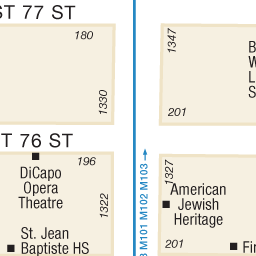 ST 77 ST
180
1330
1347
201
T 76 ST
196
1322
DiCapo
Opera
Theatre
St. Jean
Baptiste HS
M101 M102 M103
1327
American
Jewish
Heritage
201